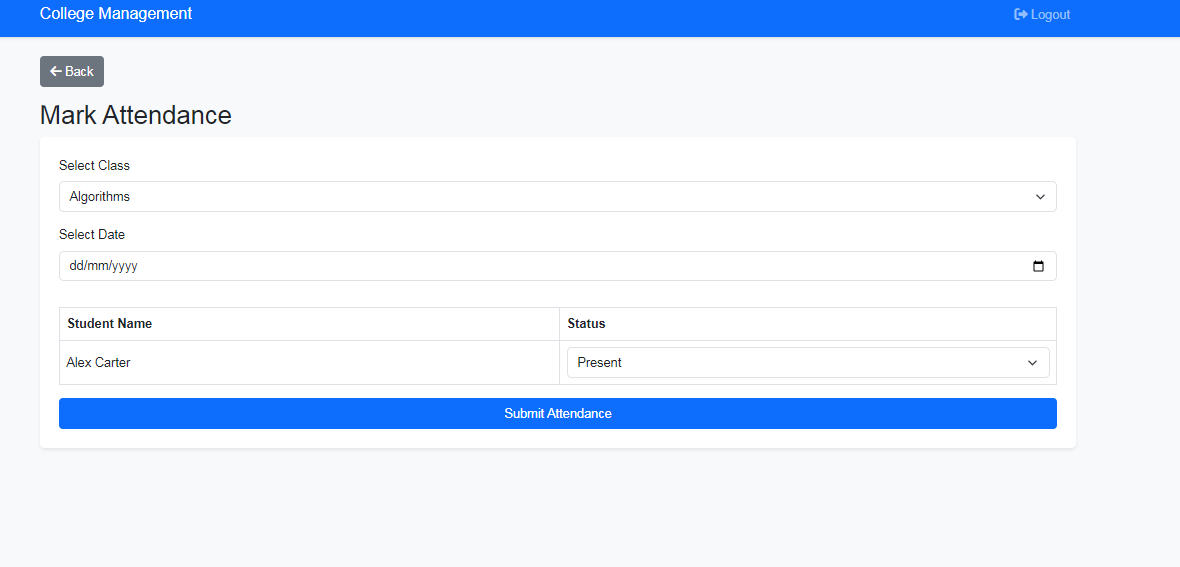 College Management Logout
Back
Mark Attendance
Select Class
Algorithms
Select Date
dd/mm/yyyy
Student Name Status
Alex Carter Present
Submit Attendance